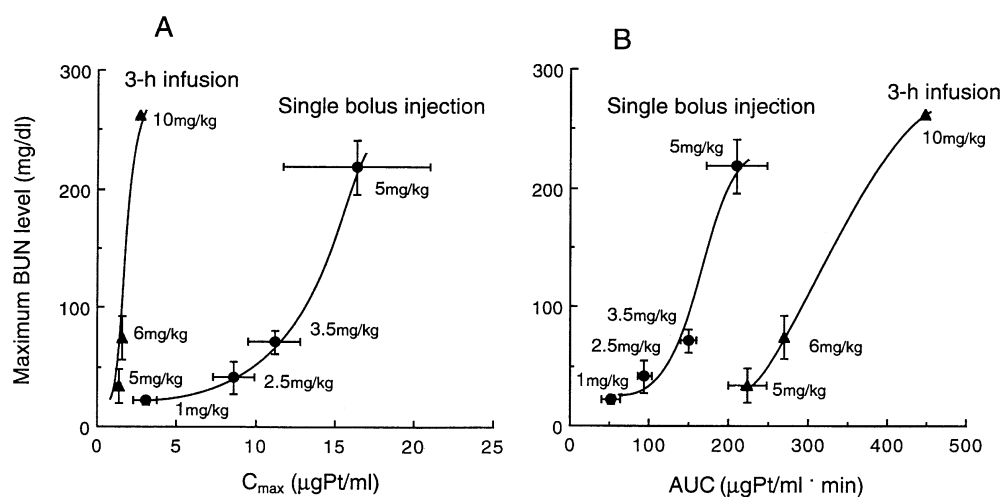 A
B
3-h infusion
10mg/kg
Single bolus injection
5mg/kg
6mg/kg
5mg/kg
3.5mg/kg
2.5mg/kg
1mg/kg
300
200
100
0
Maximum BUN level (mg/dl)
0 5 10 15 20 25
Cmax (μgPt/ml)
Single bolus injection
5mg/kg
3-h infusion
10mg/kg
3.5mg/kg
2.5mg/kg
1mg/kg
6mg/kg
5mg/kg
300
200
100
0
0 100 200 300 400 500
AUC (μgPt/ml · min)